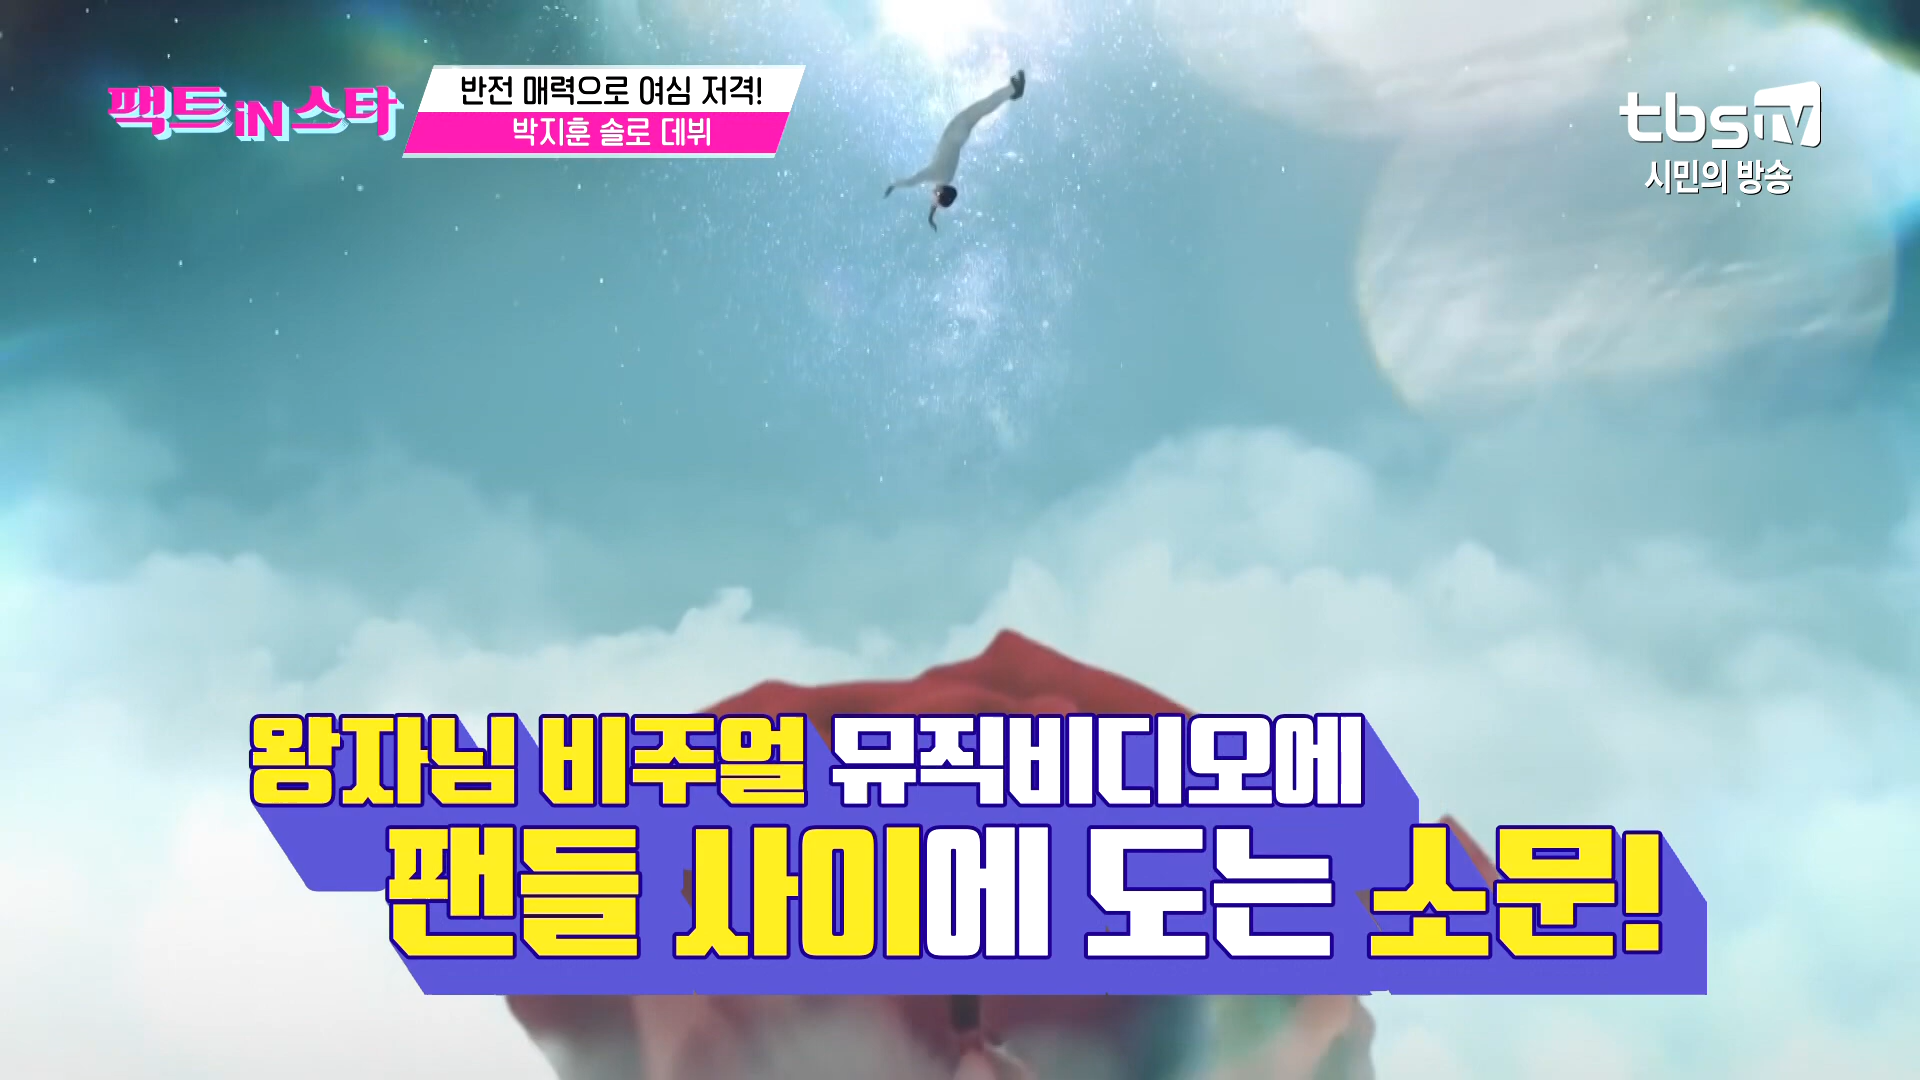 팩트iN스타
반전 매력으로 여심 저격!
박지훈 솔로 데뷔
tbsTV
시민의 방송
왕자님 비주얼 뮤직비디오에
팬들 사이에 도는 소문!